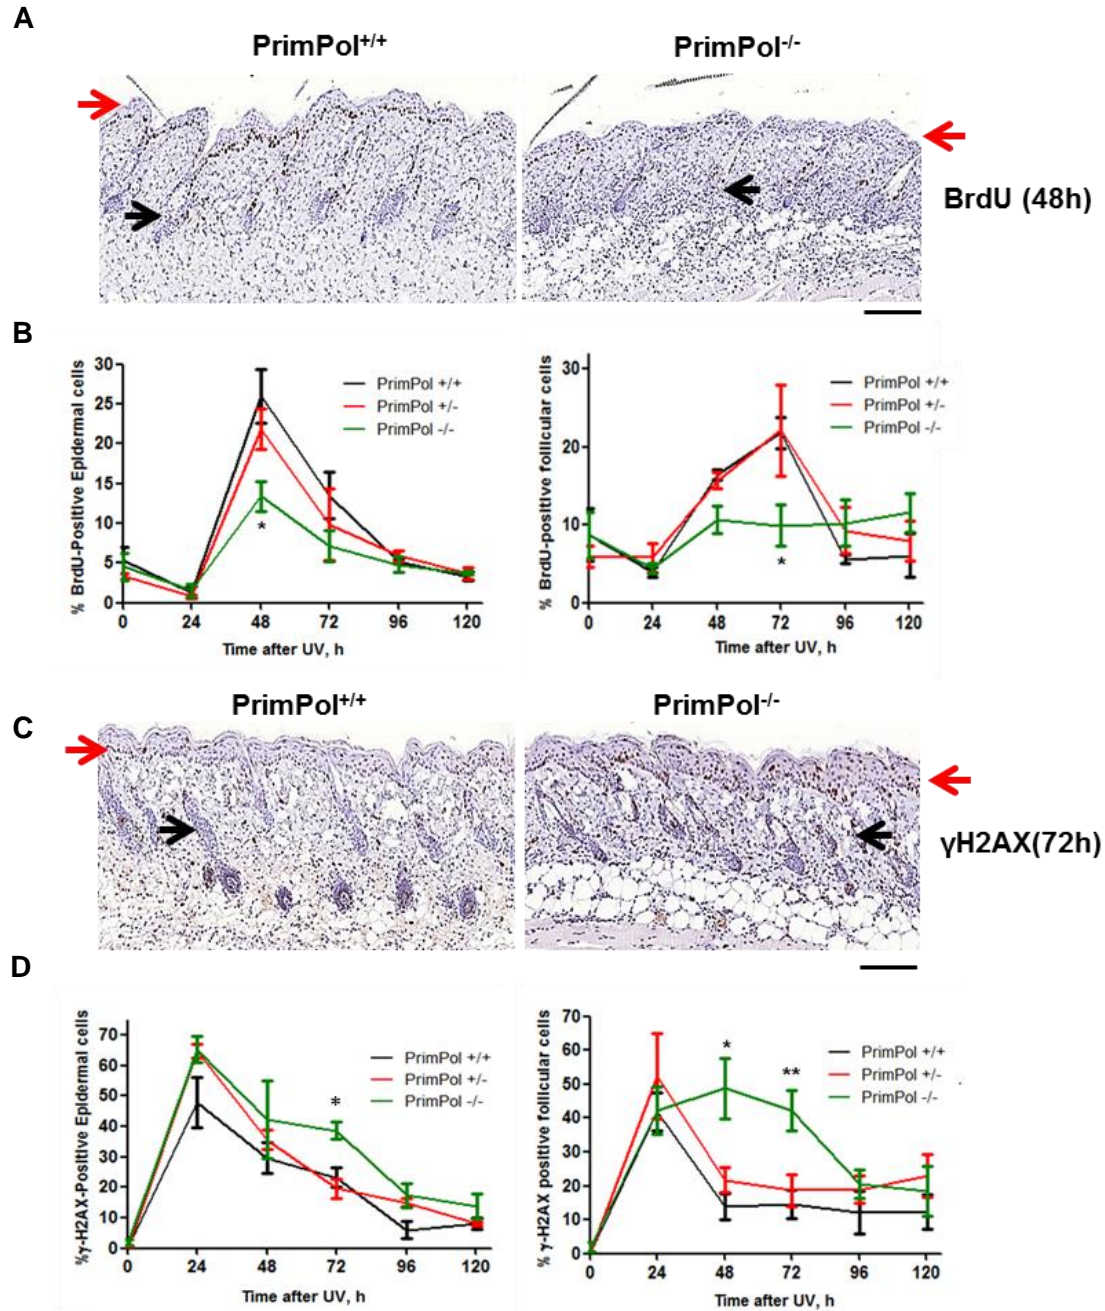 A
PrimPol+/+
PrimPol-/-
BrdU (48h)
B
% BrdU-Positive Epidermal cells
30
25
20
15
10
5
0
PrimPol +/+
PrimPol +/-
PrimPol -/-
*
0 24 48 72 96 120
Time after UV, h
% BrdU-positive follicular cells
30
20
10
0
PrimPol +/+
PrimPol +/-
PrimPol -/-
*
0 24 48 72 96 120
Time after UV, h
PrimPol+/+
PrimPol-/-
C
γH2AX(72h)
D
%γ-H2AX-Positive Epidermal cells
70
60
50
40
30
20
10
0
PrimPol +/+
PrimPol +/-
PrimPol -/-
*
0 24 48 72 96 120
Time after UV, h
% γ-H2AX positive follicular cells
70
60
50
40
30
20
10
0
* **
PrimPol +/+
PrimPol +/-
PrimPol -/-
0 24 48 72 96 120
Time after UV, h